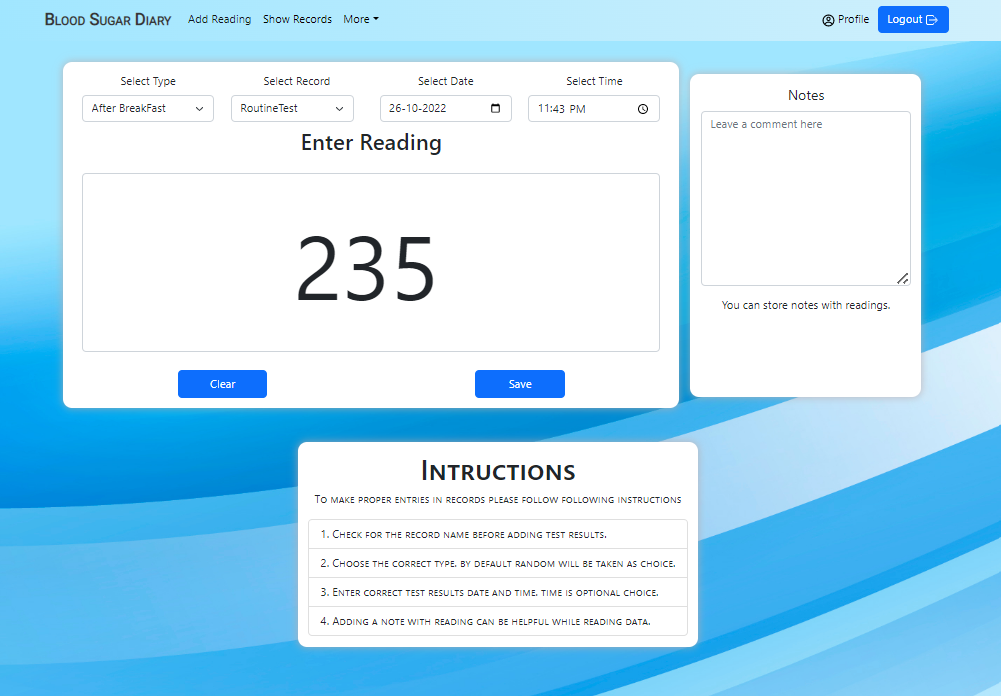 Blood Sugar Diary Add Reading Show Records More Profile Logout
Select Type Select Record Select Date Select Time
After BreakFast RoutineTest 26-10-2022 11:43 PM
Enter Reading
235
Clear Save
Notes
Leave a comment here
You can store notes with readings.
Intructions
To make proper entries in records please follow following instructions
1. Check for the record name before adding test results.
2. Choose the correct type. by default random will be taken as choice.
3. Enter correct test results date and time. time is optional choice.
4. Adding a note with reading can be helpful while reading data.